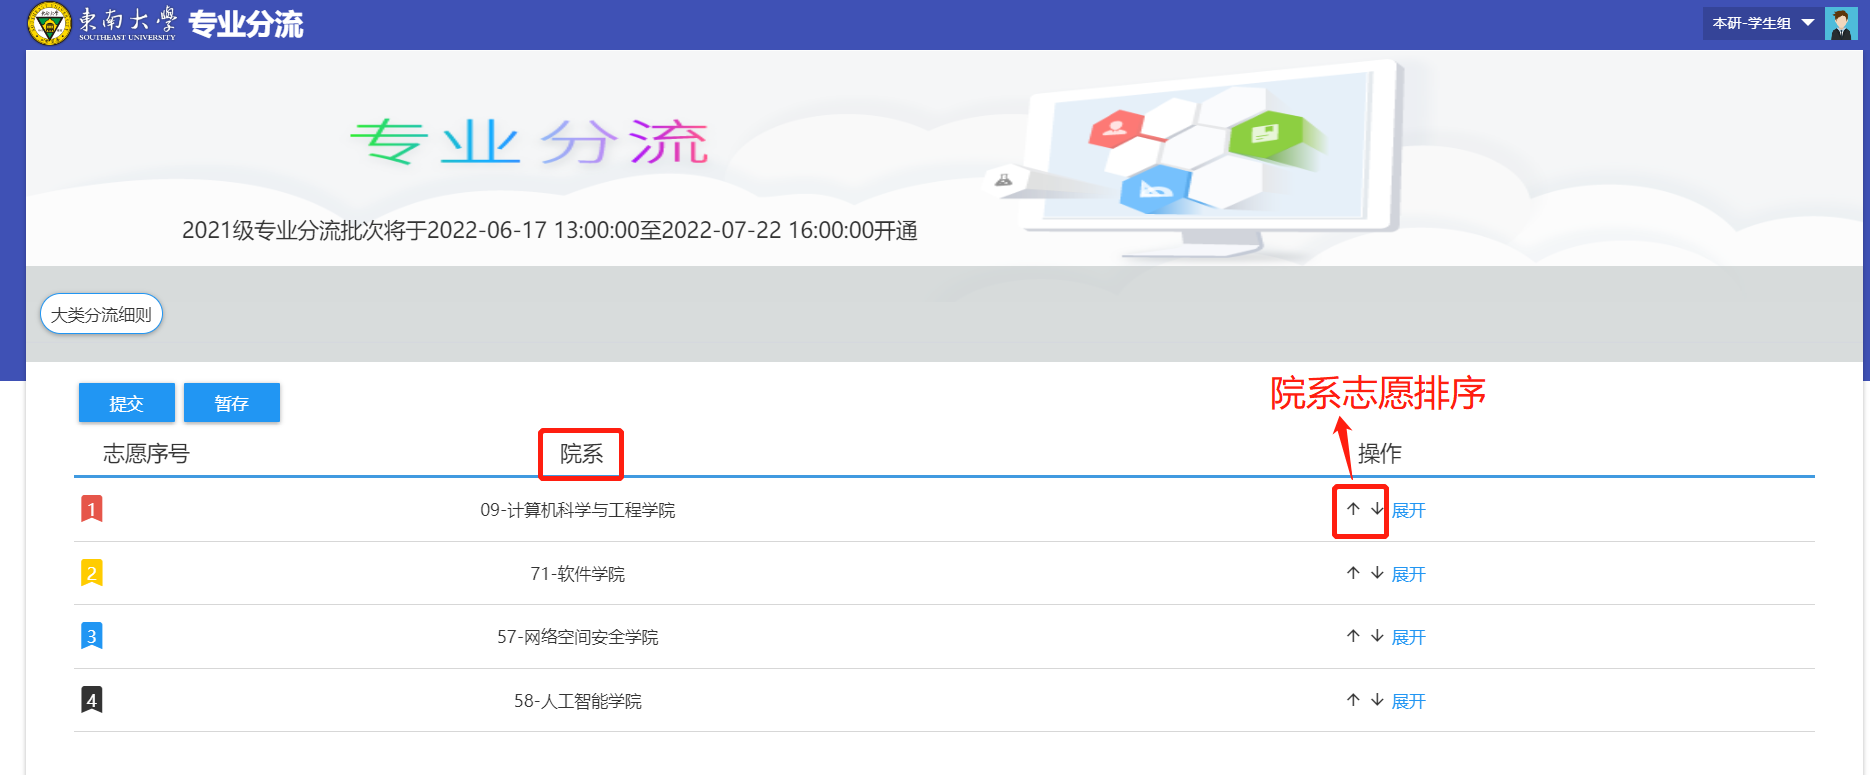 東南大學
SOUTHEAST UNIVERSITY
专业分流
本研-学生组
专业分流
2021级专业分流批次将于2022-06-17 13:00:00至2022-07-22 16:00:00开通
大类分流细则
提交 暂存
院系志愿排序
志愿序号 院系 操作
1 09-计算机科学与工程学院 ↑ ↓ 展开
2 71-软件学院 ↑ ↓ 展开
3 57-网络空间安全学院 ↑ ↓ 展开
4 58-人工智能学院 ↑ ↓ 展开